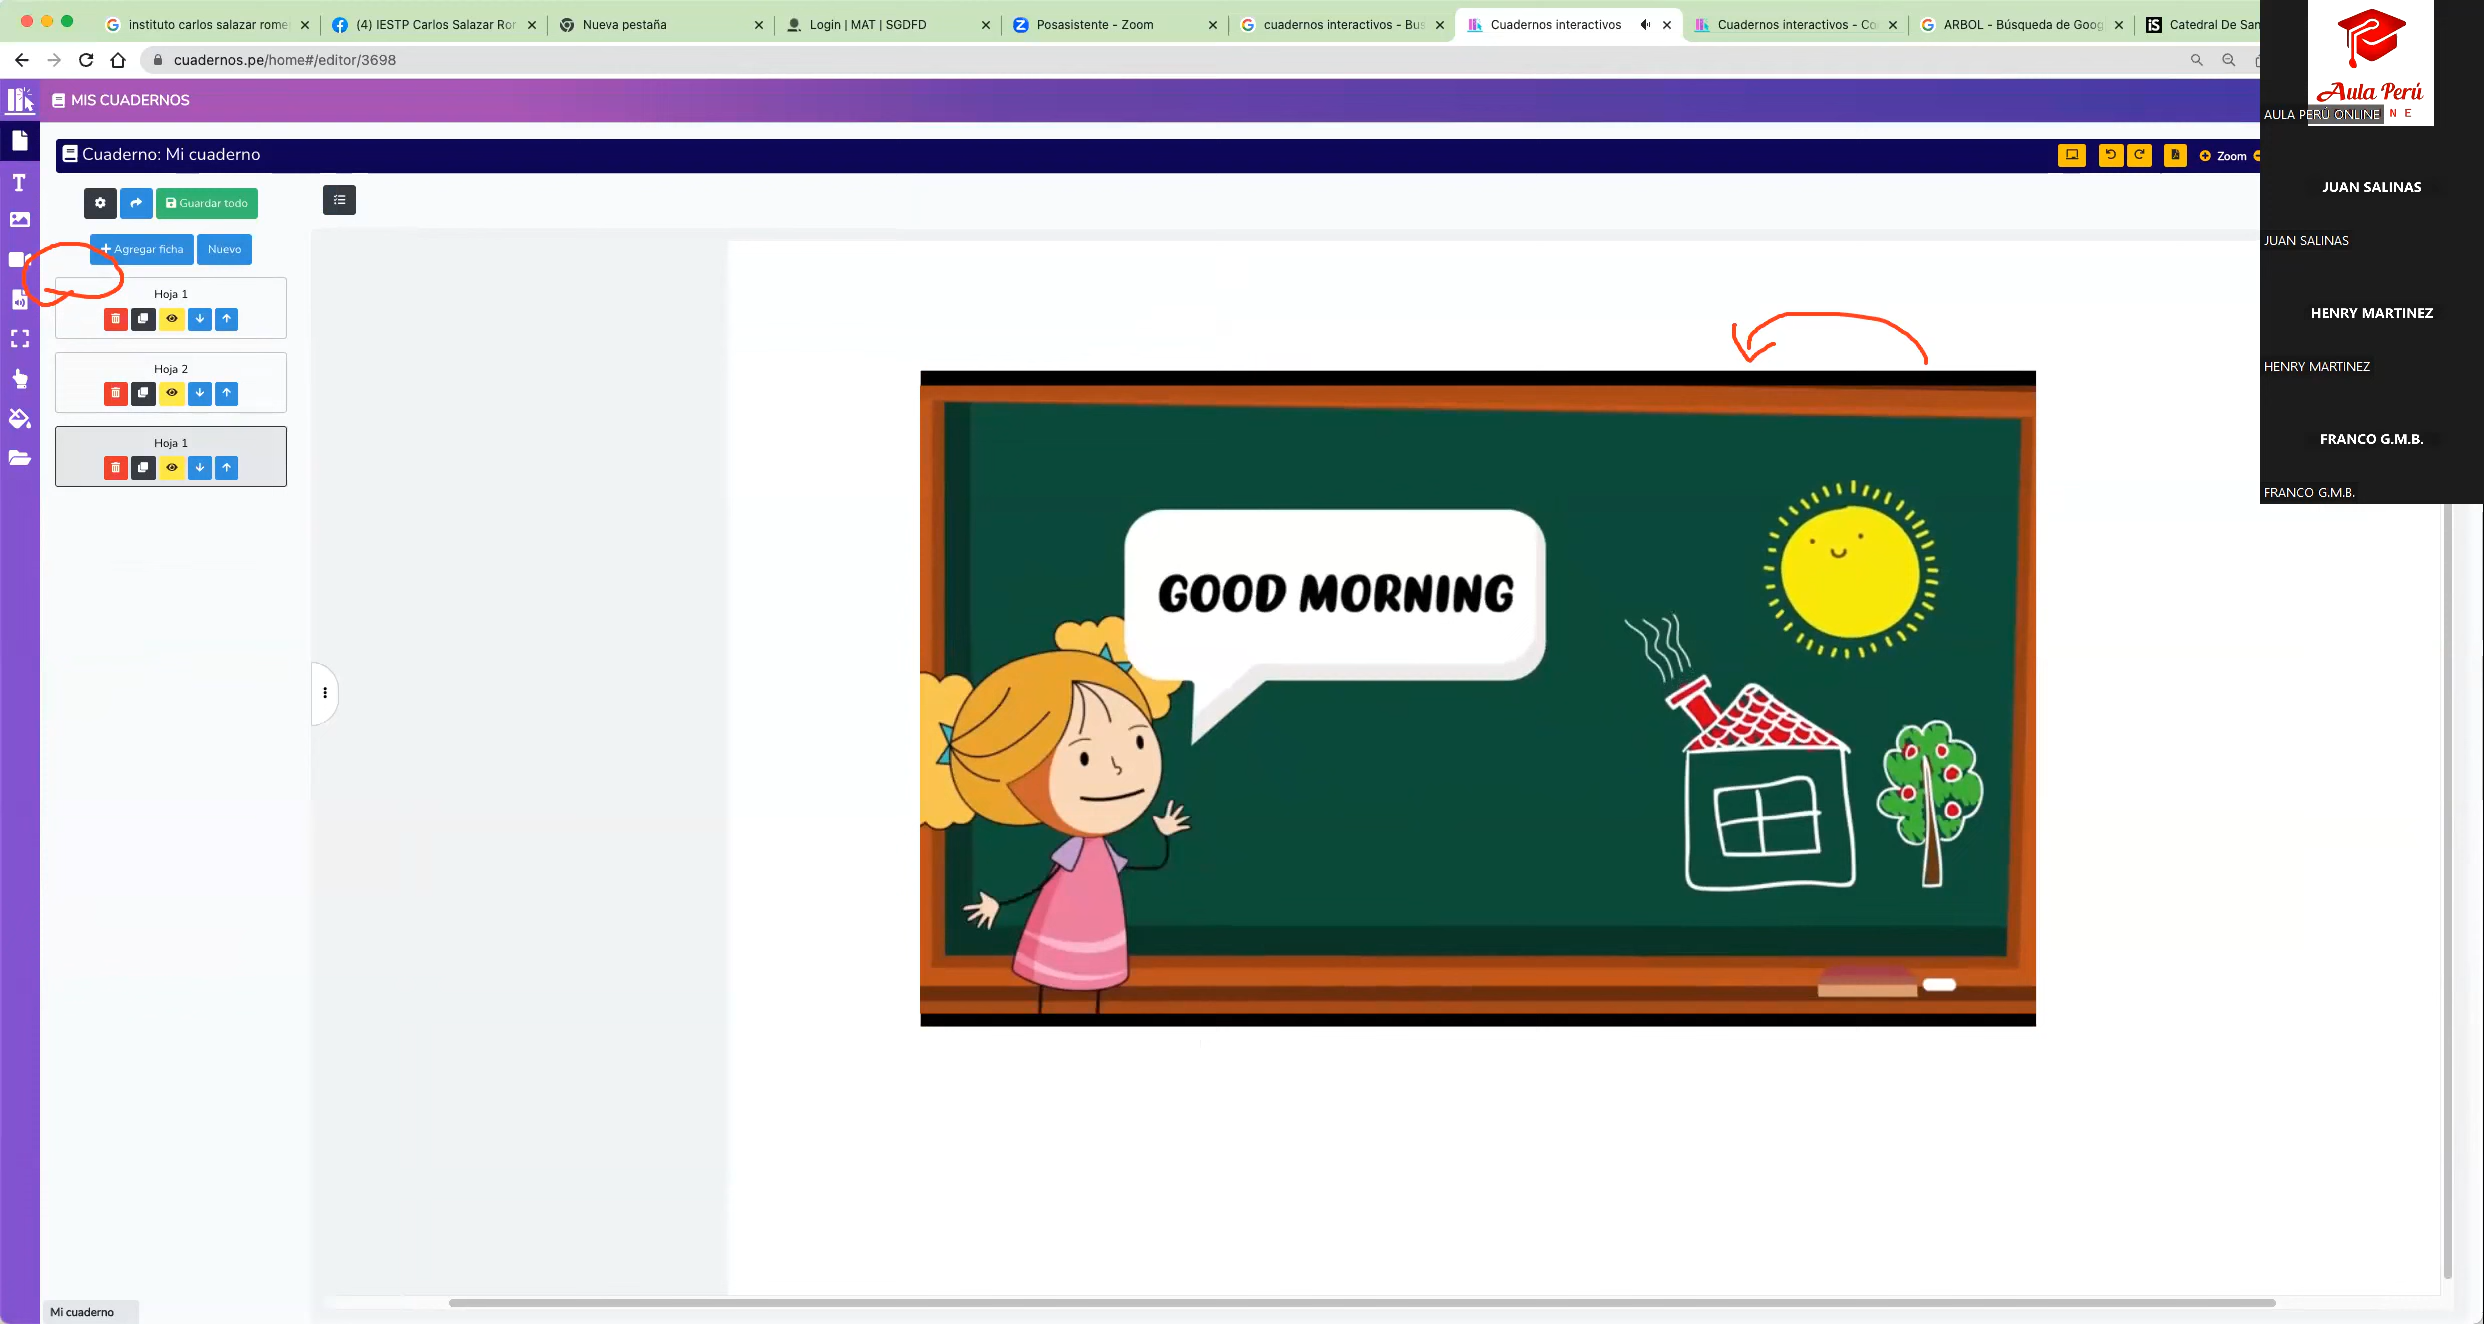 instituto carlos salazar rome
(4) IESTP Carlos Salazar Ror
Nueva pestaña
Login | MAT | SGDFD
Posasistente - Zoom
cuadernos interactivos - Bus
Cuadernos interactivos
Cuadernos interactivos - Co
ARBOL - Búsqueda de Goog
Catedral De San
cuadernos.pe/home#/editor/3698
MIS CUADERNOS
Cuaderno: Mi cuaderno
Zoom
Guardar todo
Agregar ficha
Nuevo
Hoja 1
Hoja 2
Hoja 1
GOOD MORNING
Aula Perú
N E
AULA PERÚ ONLINE
JUAN SALINAS
JUAN SALINAS
HENRY MARTINEZ
HENRY MARTINEZ
FRANCO G.M.B.
FRANCO G.M.B.
Mi cuaderno